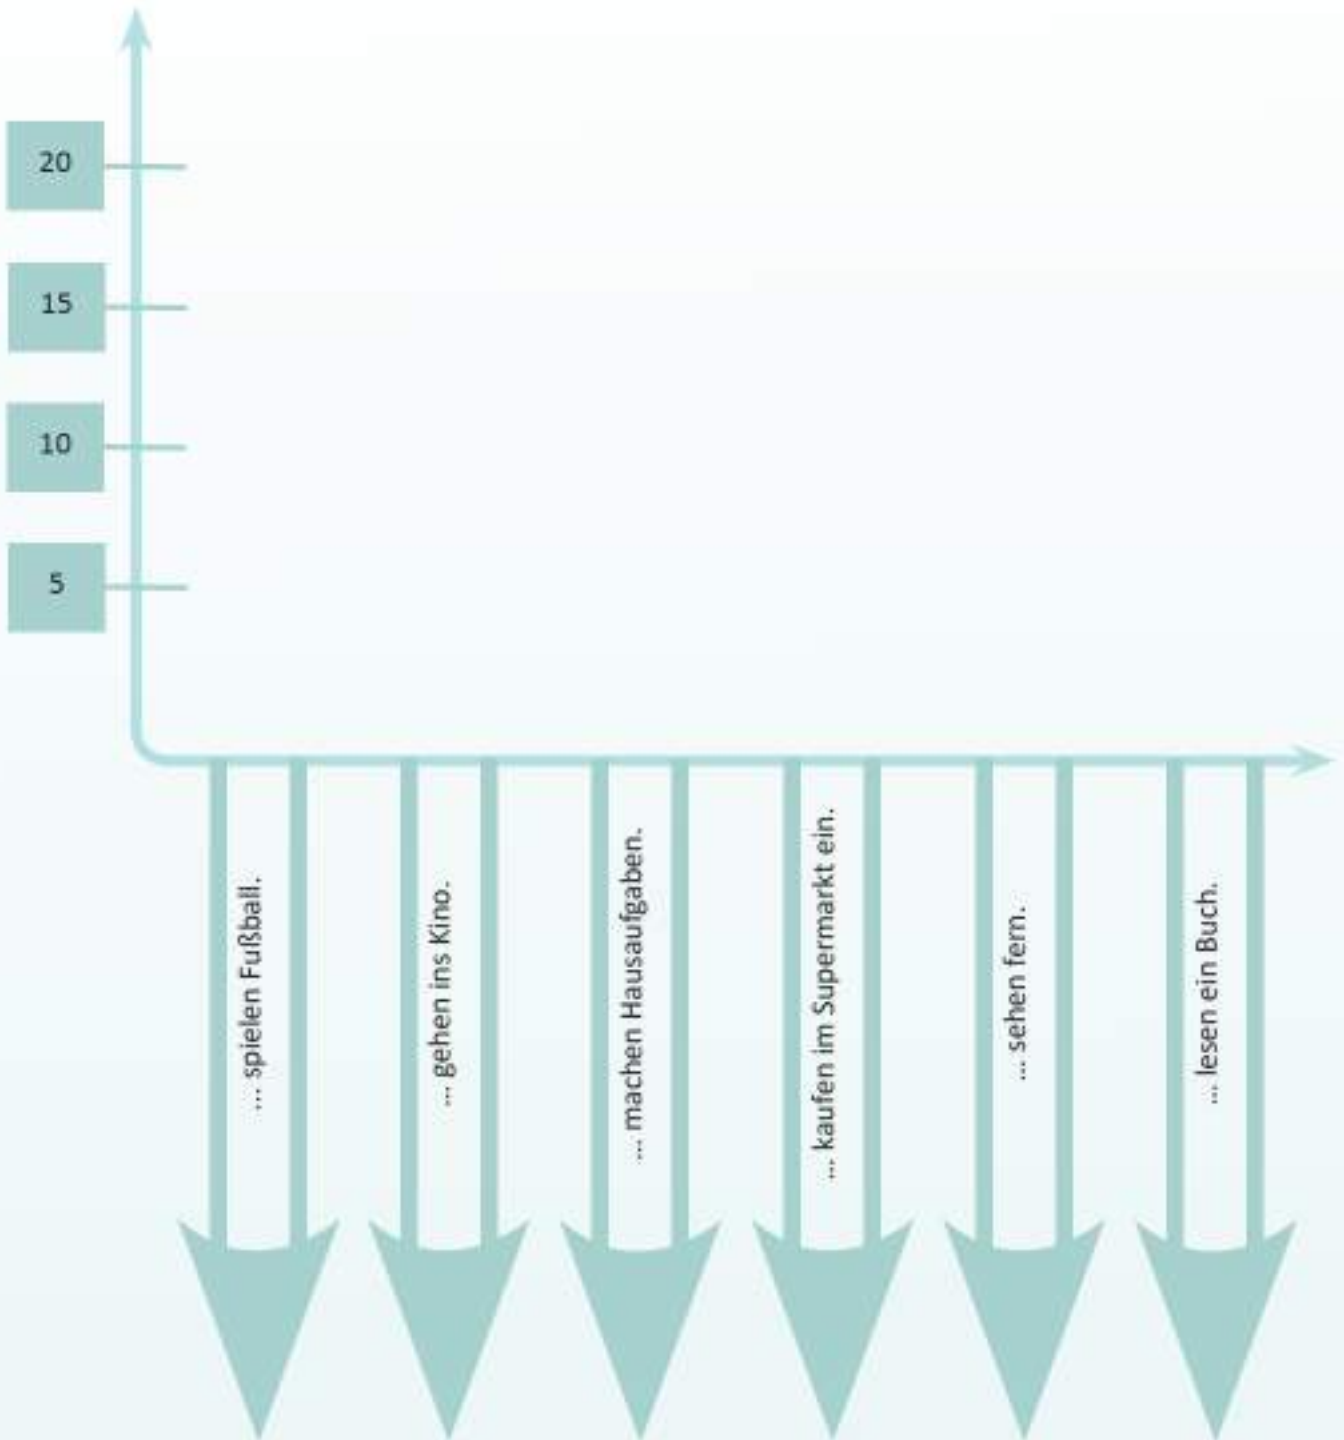 20
15
10
5
... spielen Fußball.
... gehen ins Kino.
... machen Hausaufgaben.
... kaufen im Supermarkt ein.
... sehen fern.
... lesen ein Buch.